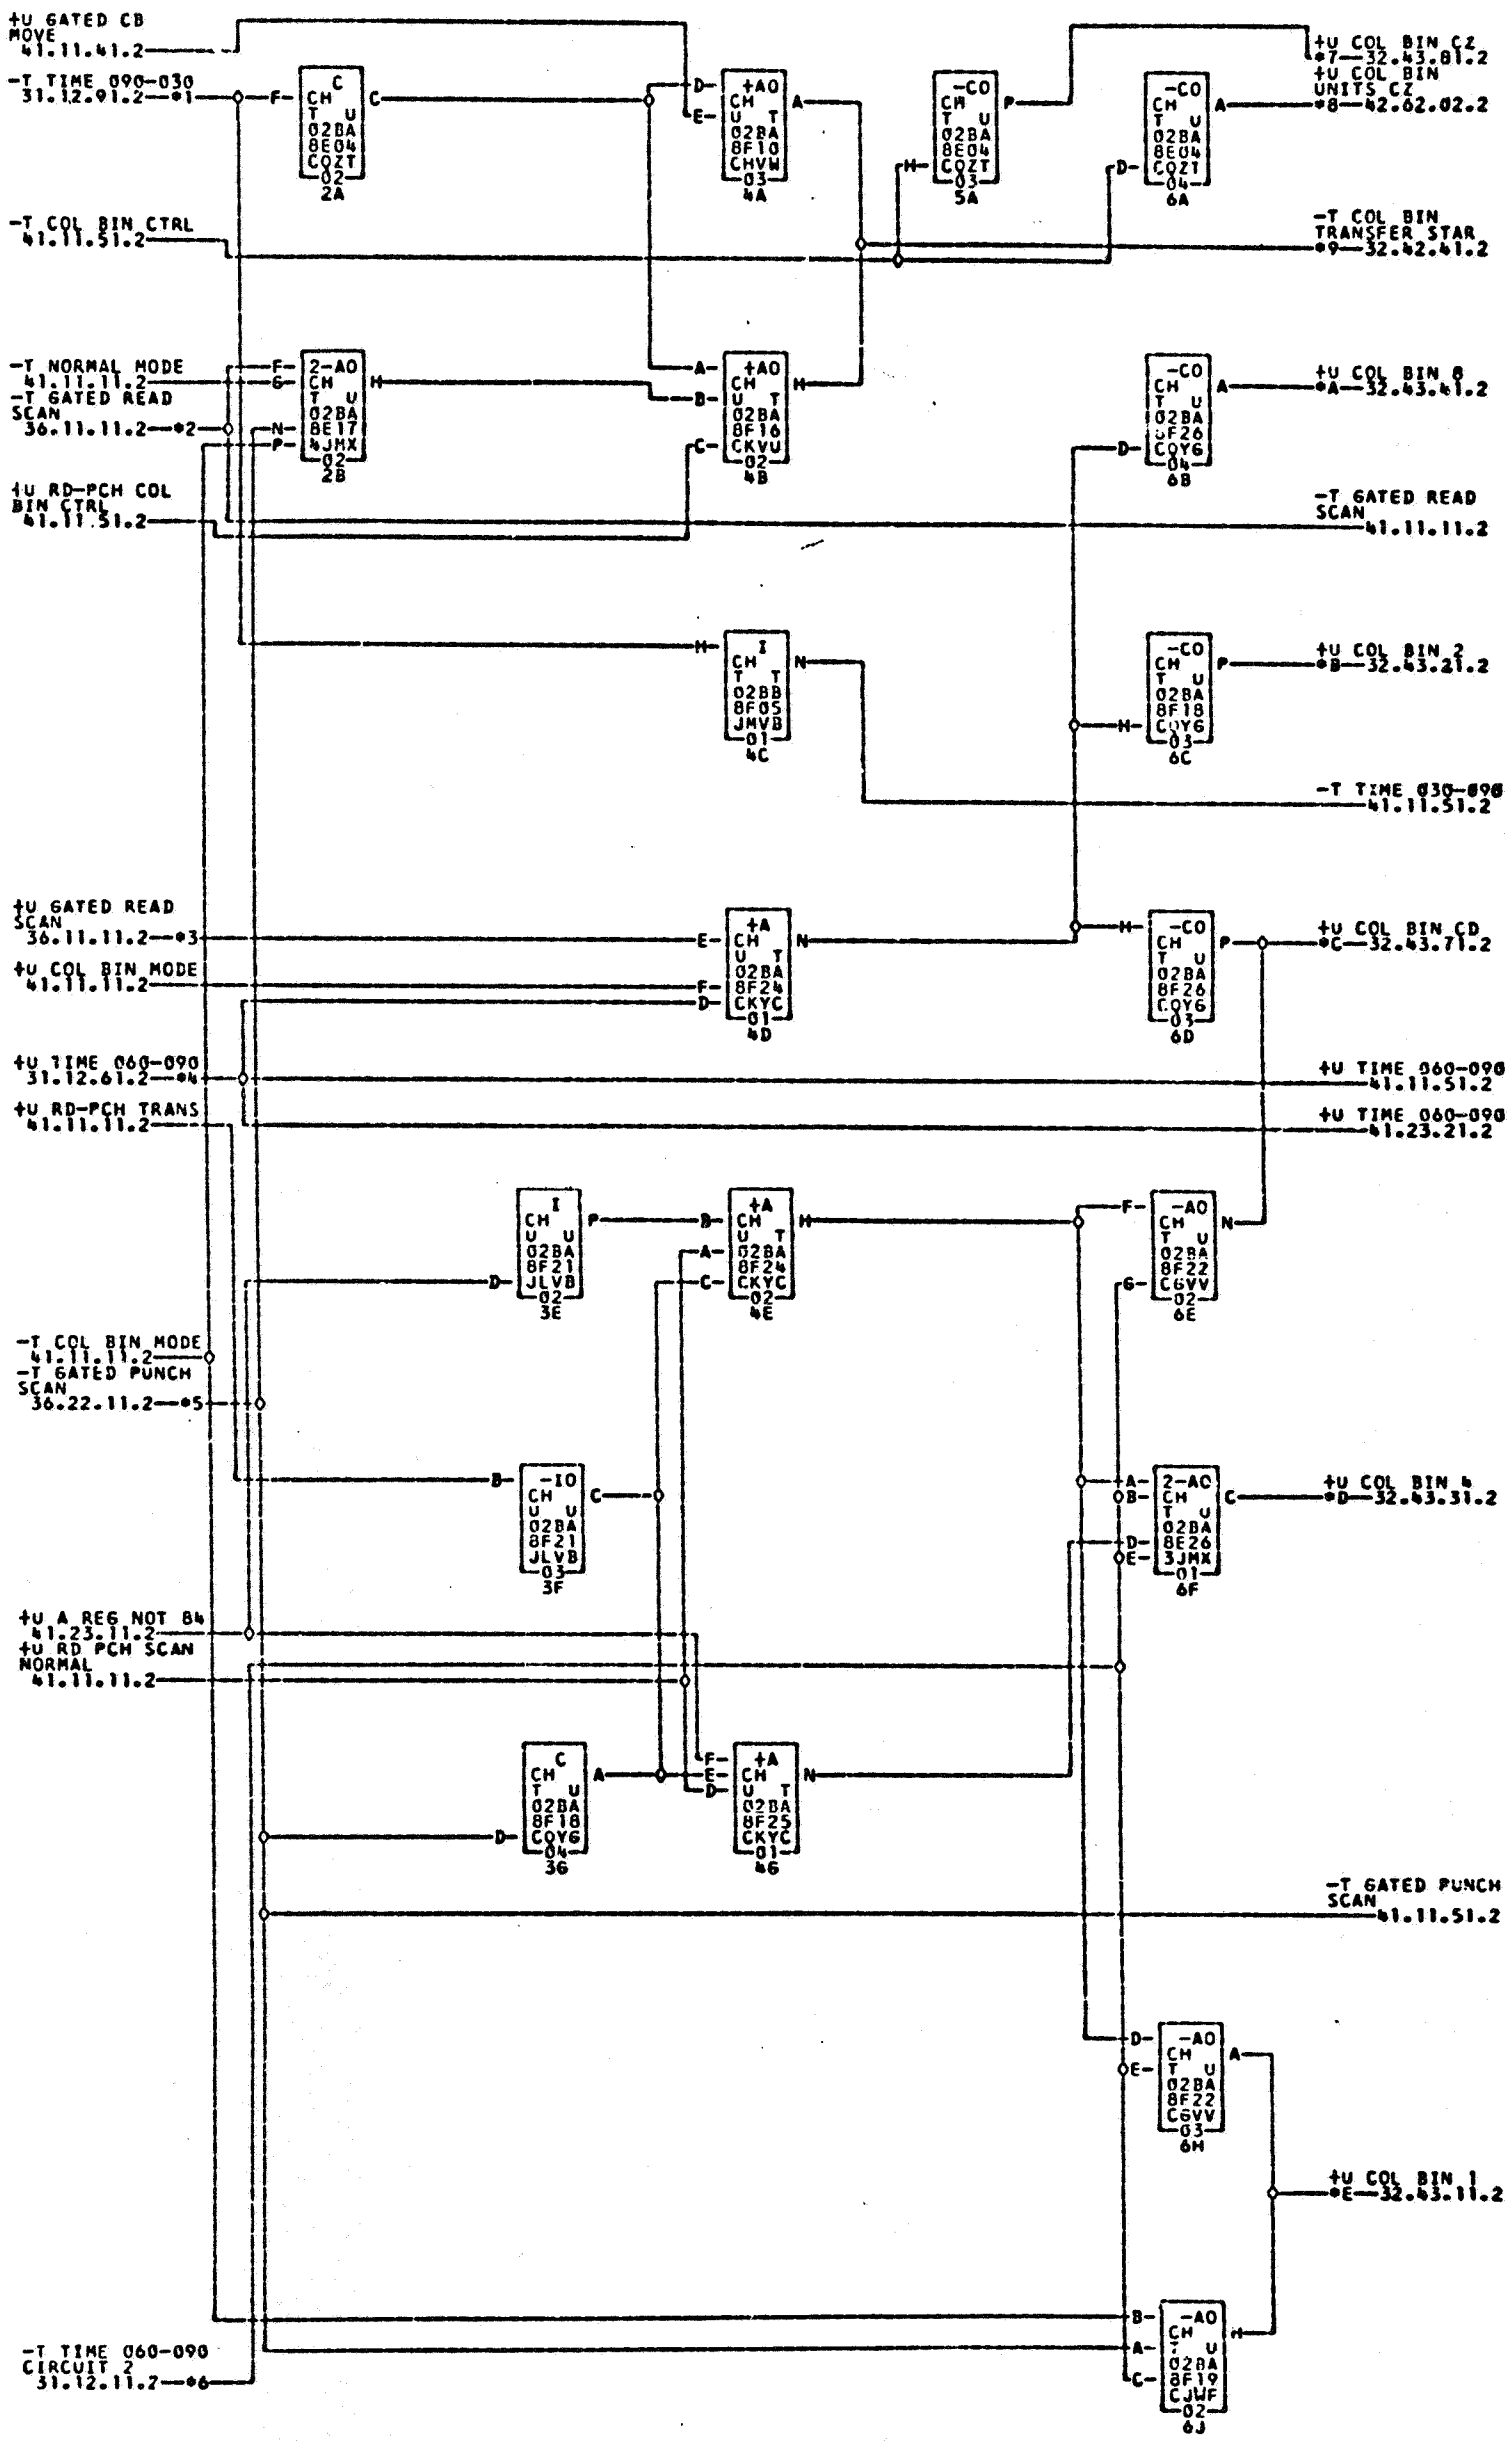 +U GATED CB
MOVE
41.11.41.2
-T TIME 090-030
31.12.91.2—*1
F
C
CH
T U
02BA
8E04
CQZT
02
2A
C
D
E
+AO
CH
U T
02BA
8F10
CHVW
03
4A
A
H
-CO
CH
T U
02BA
8E04
CQZT
03
5A
P
D
-CO
CH
T U
02BA
8E04
CQZT
04
6A
A
+U COL BIN CZ
*7—32.43.81.2
+U COL BIN
UNITS CZ
*8—42.62.02.2
-T COL BIN CTRL
41.11.51.2
-T COL BIN
TRANSFER STAR
*9—32.42.41.2
-T NORMAL MODE
41.11.11.2
-T GATED READ
SCAN
36.11.11.2—*2
F
G
N
P
2-AO
CH
T U
02BA
8E17
4JMX
02
2B
H
A
B
C
+AO
CH
U T
02BA
8F16
CKVU
02
4B
H
D
-CO
CH
T U
02BA
8F26
CQYG
04
6B
A
+U COL BIN 8
*A—32.43.41.2
+U RD-PCH COL
BIN CTRL
41.11.51.2
-T GATED READ
SCAN
41.11.11.2
H
I
CH
T T
02BB
8F05
JMVB
01
4C
N
H
-CO
CH
T U
02BA
8F18
CQYG
03
6C
P
+U COL BIN 2
*B—32.43.21.2
-T TIME 030-090
41.11.51.2
+U GATED READ
SCAN
36.11.11.2—*3
+U COL BIN MODE
41.11.11.2
E
F
D
+A
CH
U T
02BA
8F24
CKYC
01
4D
N
H
-CO
CH
T U
02BA
8F26
CQYG
03
6D
P
+U COL BIN CD
*C—32.43.71.2
+U TIME 060-090
31.12.61.2—*4
+U TIME 060-090
41.11.51.2
+U RD-PCH TRANS
41.11.11.2
+U TIME 060-090
41.23.21.2
D
I
CH
U U
02BA
8F21
JLVB
02
3E
P
B
A
C
+A
CH
U T
02BA
8F24
CKYC
02
4E
H
F
G
-AO
CH
T U
02BA
8F22
CGVV
02
6E
N
-T COL BIN MODE
41.11.11.2
-T GATED PUNCH
SCAN
36.22.11.2—*5
B
-IO
CH
U U
02BA
8F21
JLVB
03
3F
C
A
B
D
E
2-AO
CH
T U
02BA
8E26
3JMX
01
6F
C
+U COL BIN 4
*D—32.43.31.2
+U A REG NOT 84
41.23.11.2
+U RD PCH SCAN
NORMAL
41.11.11.2
D
C
CH
T U
02BA
8F18
CQYG
04
3G
A
F
E
D
+A
CH
U T
02BA
8F25
CKYC
01
4G
N
-T GATED PUNCH
SCAN
41.11.51.2
D
E
-AO
CH
T U
02BA
8F22
CGVV
03
6H
A
+U COL BIN 1
*E—32.43.11.2
B
A
C
-AO
CH
T U
02BA
8F19
CJWF
02
6J
H
-T TIME 060-090
CIRCUIT 2
31.12.11.2—*6